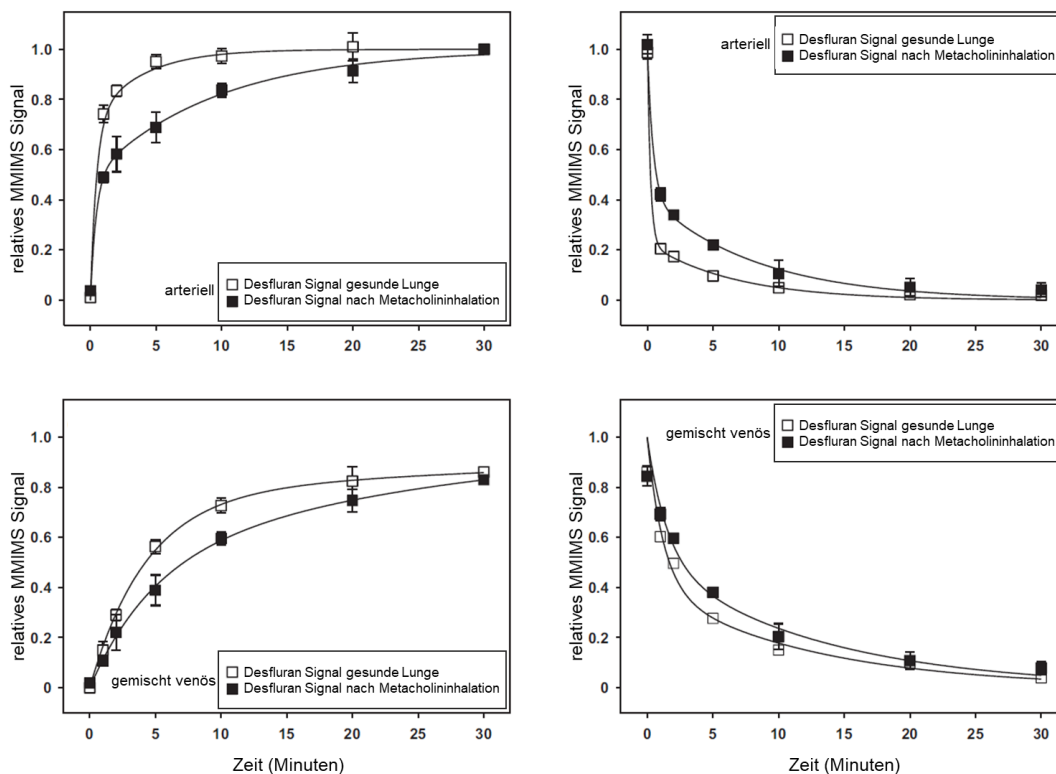 relatives MMIMS Signal
1.0
0.8
0.6
0.4
0.2
0
arteriell
Desfluran Signal gesunde Lunge
Desfluran Signal nach Metacholininhalation
0 5 10 15 20 25 30
relatives MMIMS Signal
1.0
0.8
0.6
0.4
0.2
0
arteriell
Desfluran Signal gesunde Lunge
Desfluran Signal nach Metacholininhalation
0 5 10 15 20 25 30
relatives MMIMS Signal
1.0
0.8
0.6
0.4
0.2
0
gemischt venös
Desfluran Signal gesunde Lunge
Desfluran Signal nach Metacholininhalation
0 5 10 15 20 25 30
Zeit (Minuten)
relatives MMIMS Signal
1.0
0.8
0.6
0.4
0.2
0
gemischt venös
Desfluran Signal gesunde Lunge
Desfluran Signal nach Metacholininhalation
0 5 10 15 20 25 30
Zeit (Minuten)